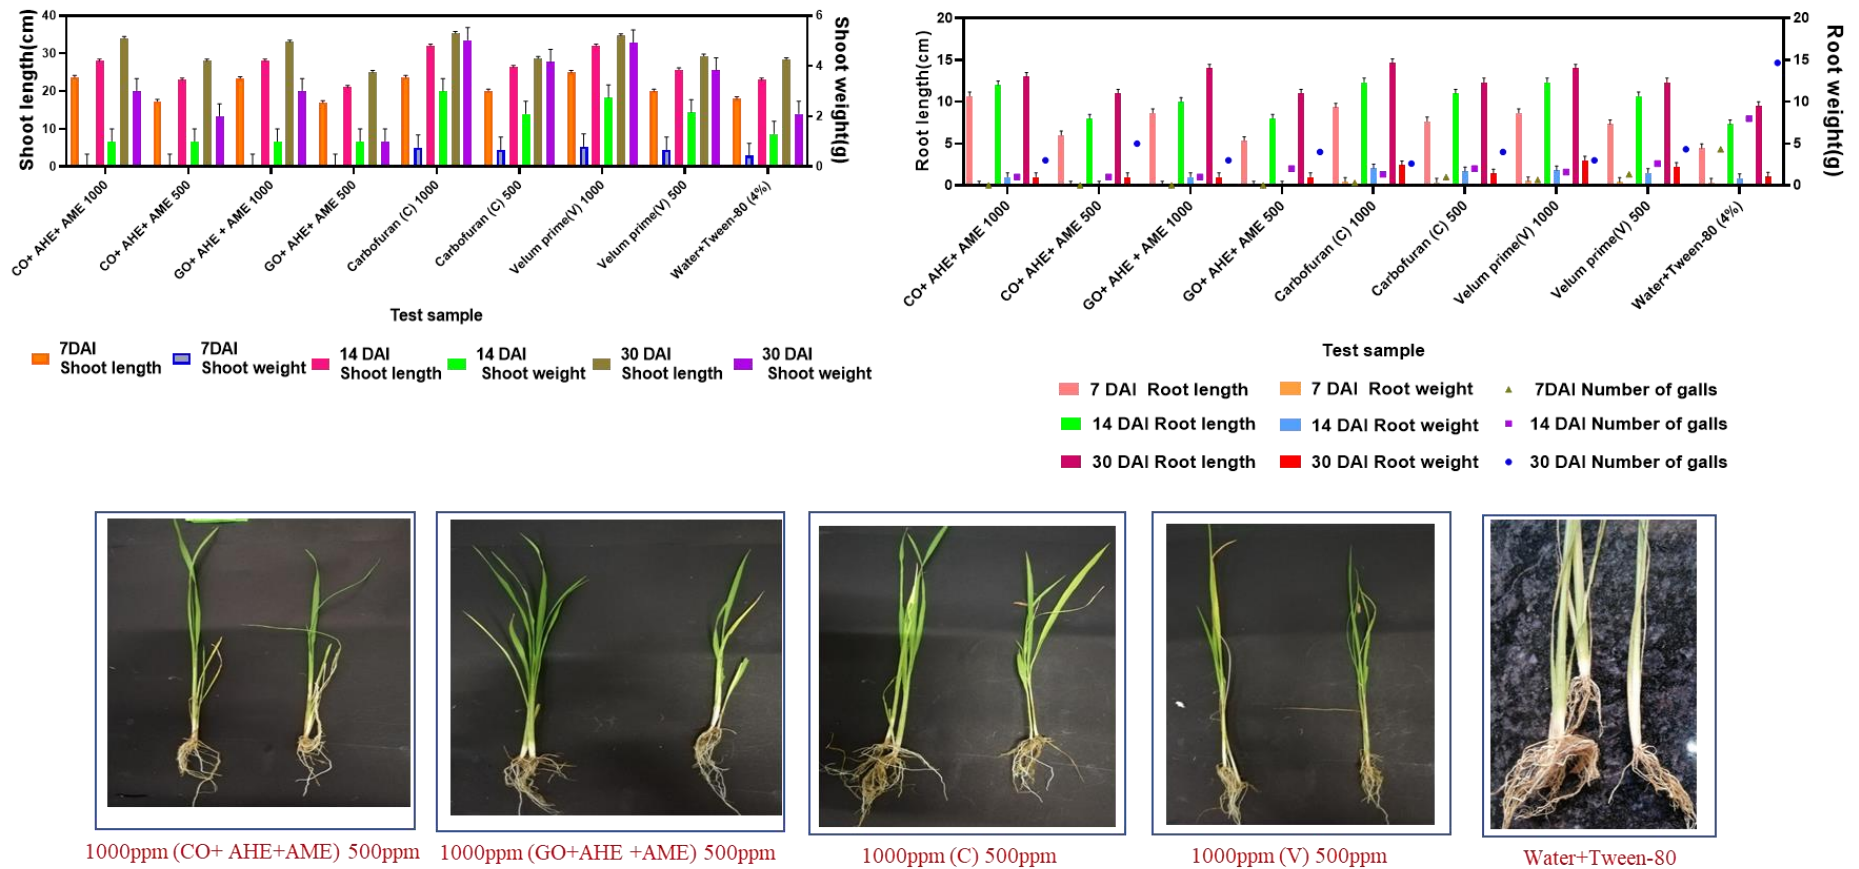 Shoot length(cm)
40
30
20
10
0
6
4
2
0
Shoot weight(g)
CO+ AHE+ AME 1000
CO+ AHE+ AME 500
GO+ AHE + AME 1000
GO+ AHE+ AME 500
Carbofuran (C) 1000
Carbofuran (C) 500
Velum prime(V) 1000
Velum prime(V) 500
Water+Tween-80 (4%)
Test sample
7DAI Shoot length
7DAI Shoot weight
14 DAI Shoot length
14 DAI Shoot weight
30 DAI Shoot length
30 DAI Shoot weight
Root length(cm)
20
15
10
5
0
20
15
10
5
0
Root weight(g)
CO+ AHE+ AME 1000
CO+ AHE+ AME 500
GO+ AHE + AME 1000
GO+ AHE+ AME 500
Carbofuran (C) 1000
Carbofuran (C) 500
Velum prime(V) 1000
Velum prime(V) 500
Water+Tween-80 (4%)
Test sample
7 DAI Root length
7 DAI Root weight
7DAI Number of galls
14 DAI Root length
14 DAI Root weight
14 DAI Number of galls
30 DAI Root length
30 DAI Root weight
30 DAI Number of galls
1000ppm (CO+ AHE+AME) 500ppm
1000ppm (GO+AHE +AME) 500ppm
1000ppm (C) 500ppm
1000ppm (V) 500ppm
Water+Tween-80